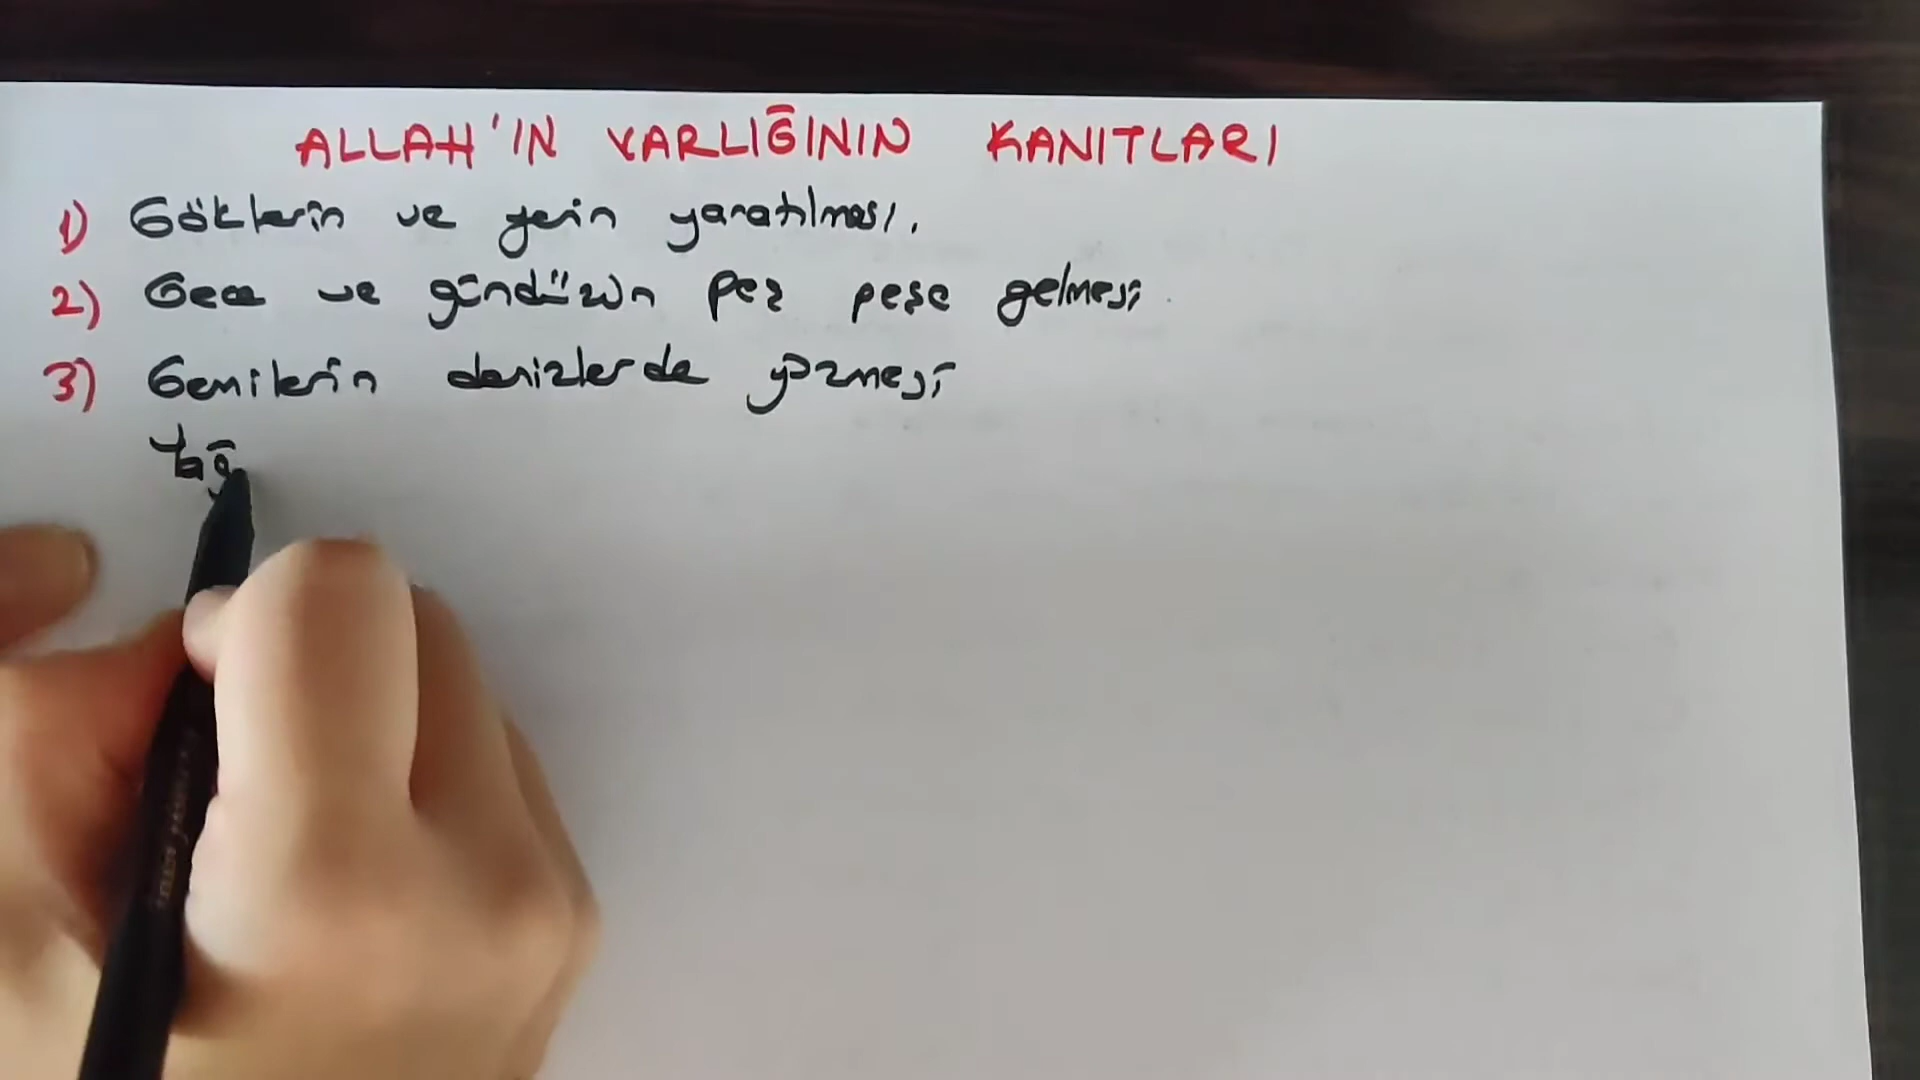 ALLAH'IN VARLIĞININ KANITLARI
1) Göklerin ve yerin yaratılması.
2) Gece ve gündüzün peş peşe gelmesi
3) Gemilerin denizlerde yüzmesi
Yağ